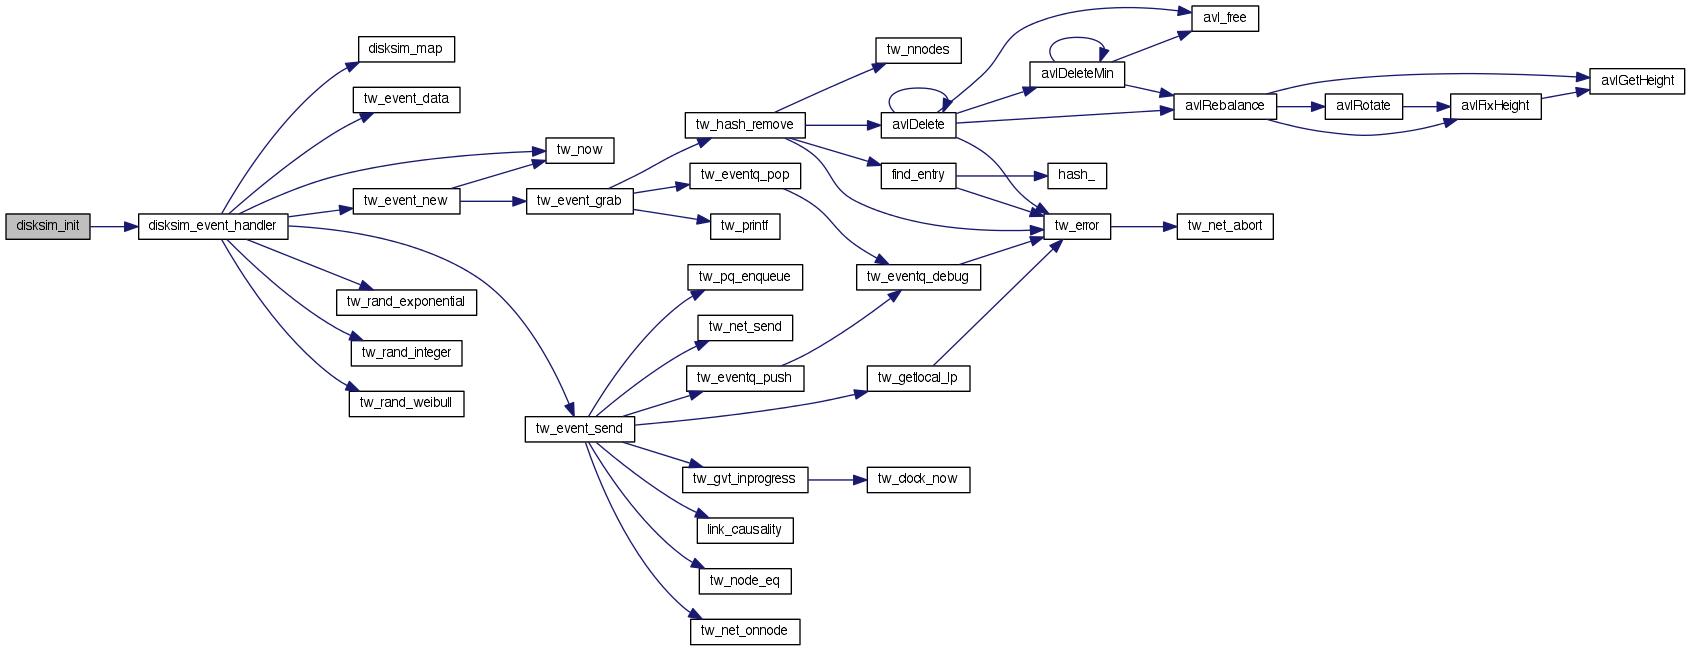 disksim_init
disksim_event_handler
disksim_map
tw_event_data
tw_now
tw_event_new
tw_rand_exponential
tw_rand_integer
tw_rand_weibull
tw_event_grab
tw_event_send
tw_hash_remove
tw_eventq_pop
tw_printf
tw_pq_enqueue
tw_net_send
tw_eventq_push
tw_gvt_inprogress
link_causality
tw_node_eq
tw_net_onnode
tw_nnodes
avlDelete
find_entry
tw_eventq_debug
tw_getlocal_lp
tw_clock_now
avlDeleteMin
hash_
tw_error
avl_free
avlRebalance
tw_net_abort
avlRotate
avlFixHeight
avlGetHeight